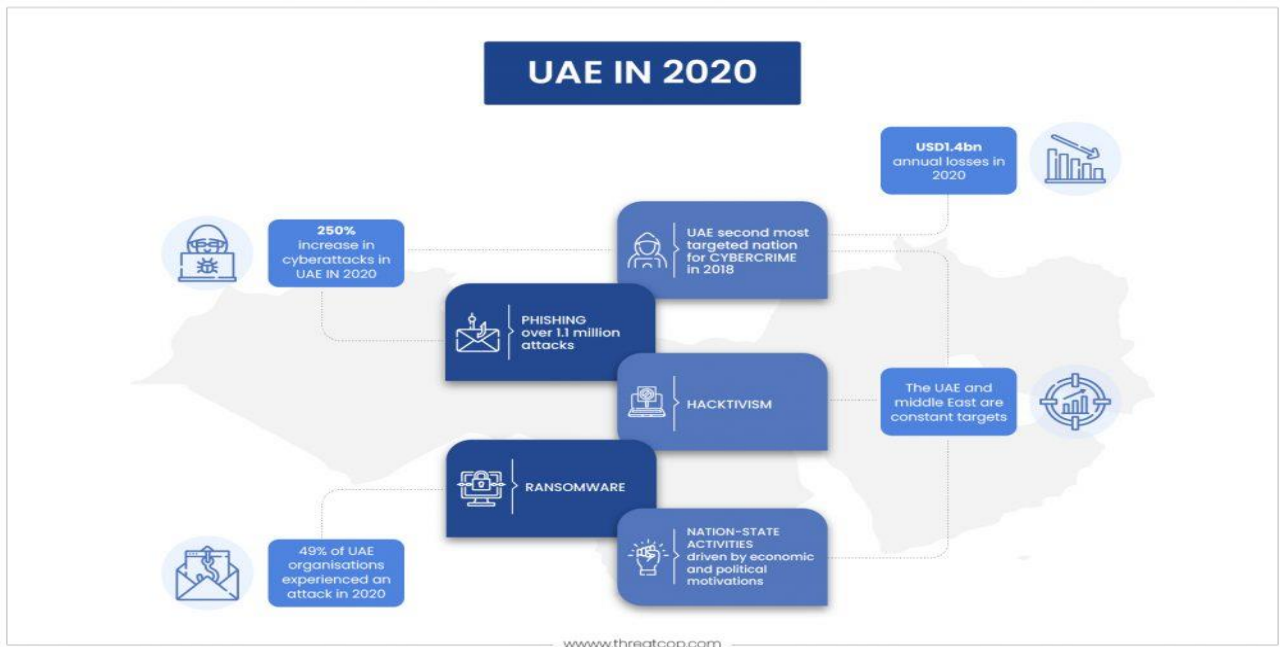 UAE IN 2020
USD1.4bn
annual losses in
2020
250%
increase in
cyberattacks in
UAE IN 2020
UAE second most
targeted nation
for CYBERCRIME
in 2018
PHISHING
over 1.1 million
attacks
HACKTIVISM
The UAE and
middle East are
constant targets
RANSOMWARE
49% of UAE
organisations
experienced an
attack in 2020
NATION-STATE
ACTIVITIES
driven by economic
and political
motivations
wwww.threatcop.com